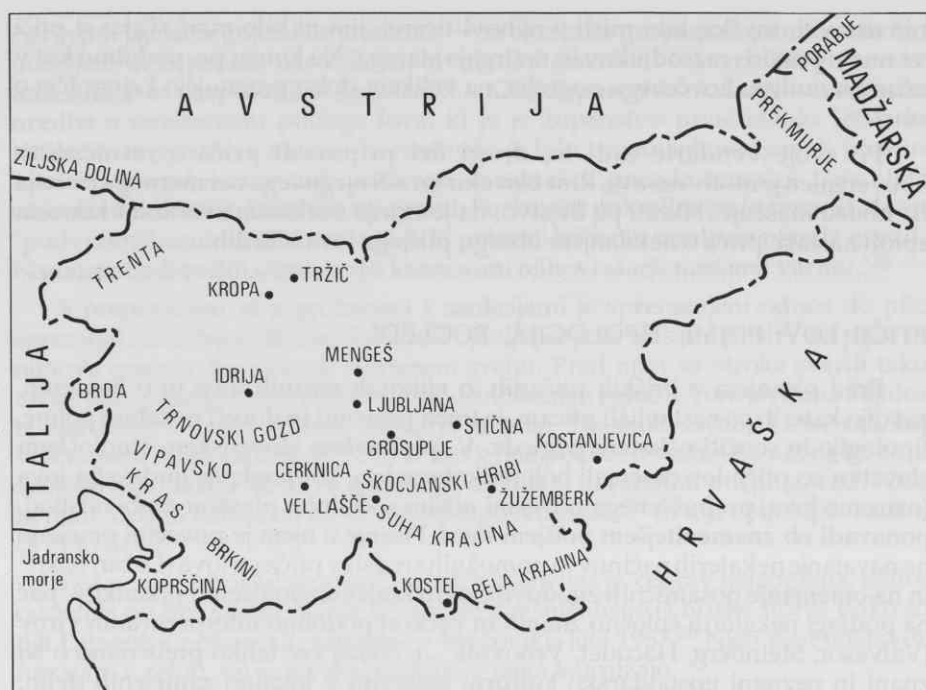 AVSTRIJA
PORABJE
MADŽARSKA
PREKMURJE
ZILJSKA DOLINA
TRENTA
TRŽIČ
KROPA
MENGEŠ
ITALIJA
BRDA
IDRIJA
LJUBLJANA
STIČNA
TRNOVSKI GOZD
GROSUPLJE
KOSTANJEVICA
VIPAVSKO
CERKNICA
ŠKOCJANSKI HRIBI
KRAS
VEL. LAŠČE
ŽUŽEMBERK
HRVAŠKA
SUHA KRAJINA
Jadransko
morje
BRKINI
KOPRŠČINA
KOSTEL
BELA KRAJINA